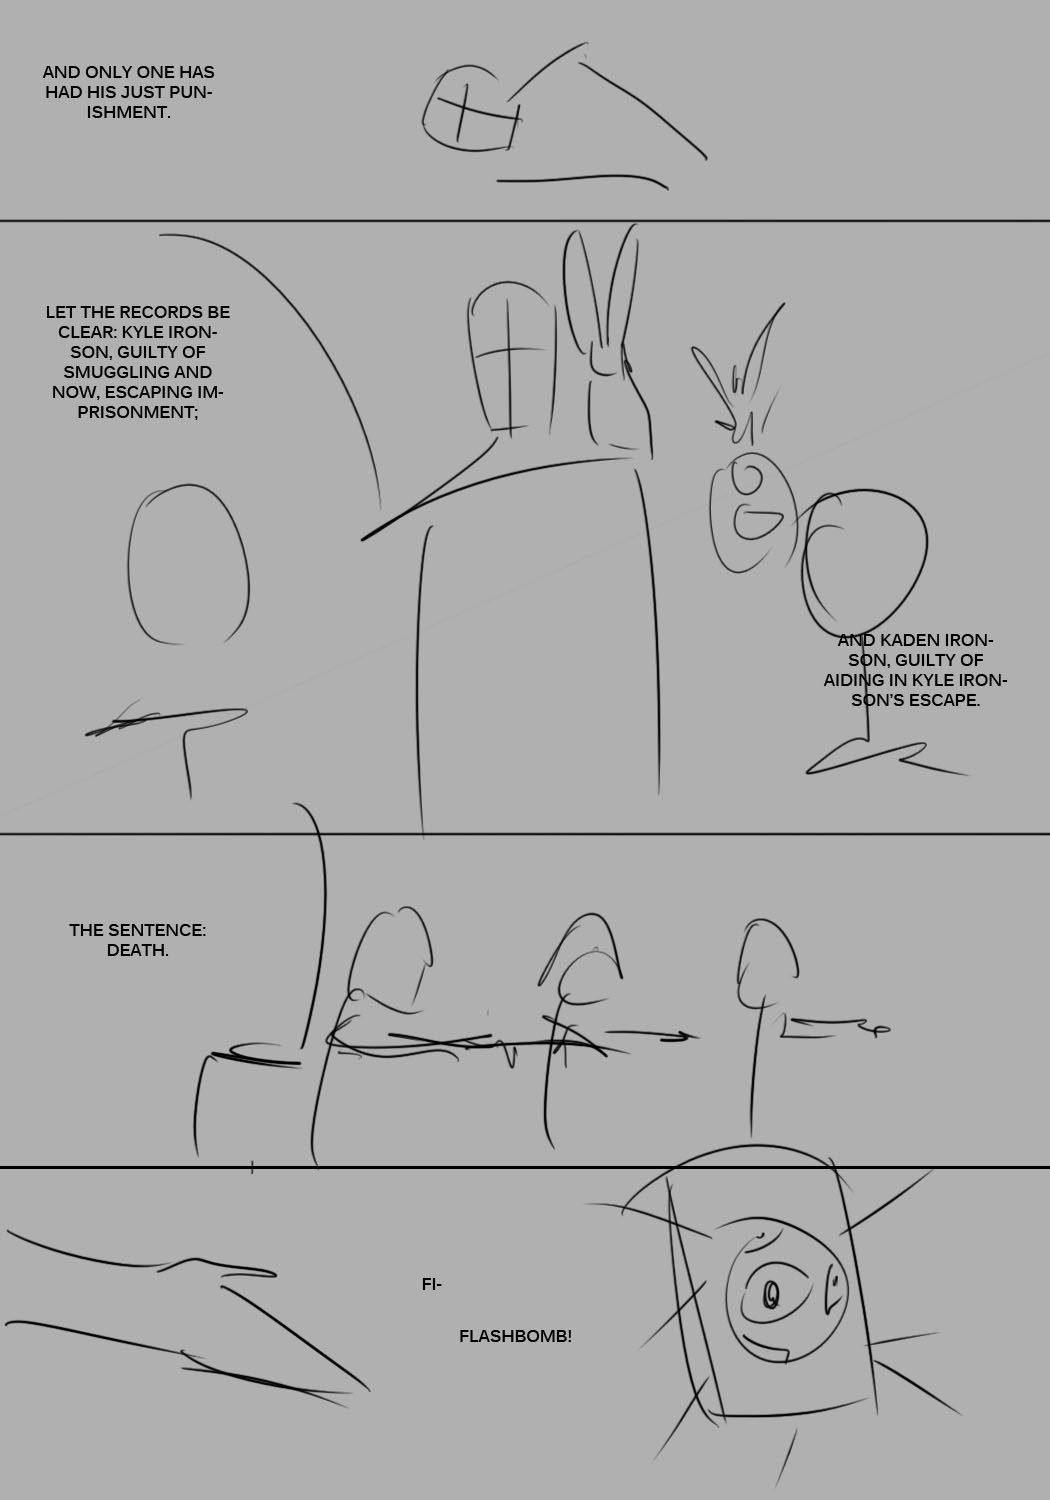 AND ONLY ONE HAS
HAD HIS JUST PUN-
ISHMENT.
LET THE RECORDS BE
CLEAR: KYLE IRON-
SON, GUILTY OF
SMUGGLING AND
NOW, ESCAPING IM-
PRISONMENT;
AND KADEN IRON-
SON, GUILTY OF
AIDING IN KYLE IRON-
SON'S ESCAPE.
THE SENTENCE:
DEATH.
FI-
FLASHBOMB!